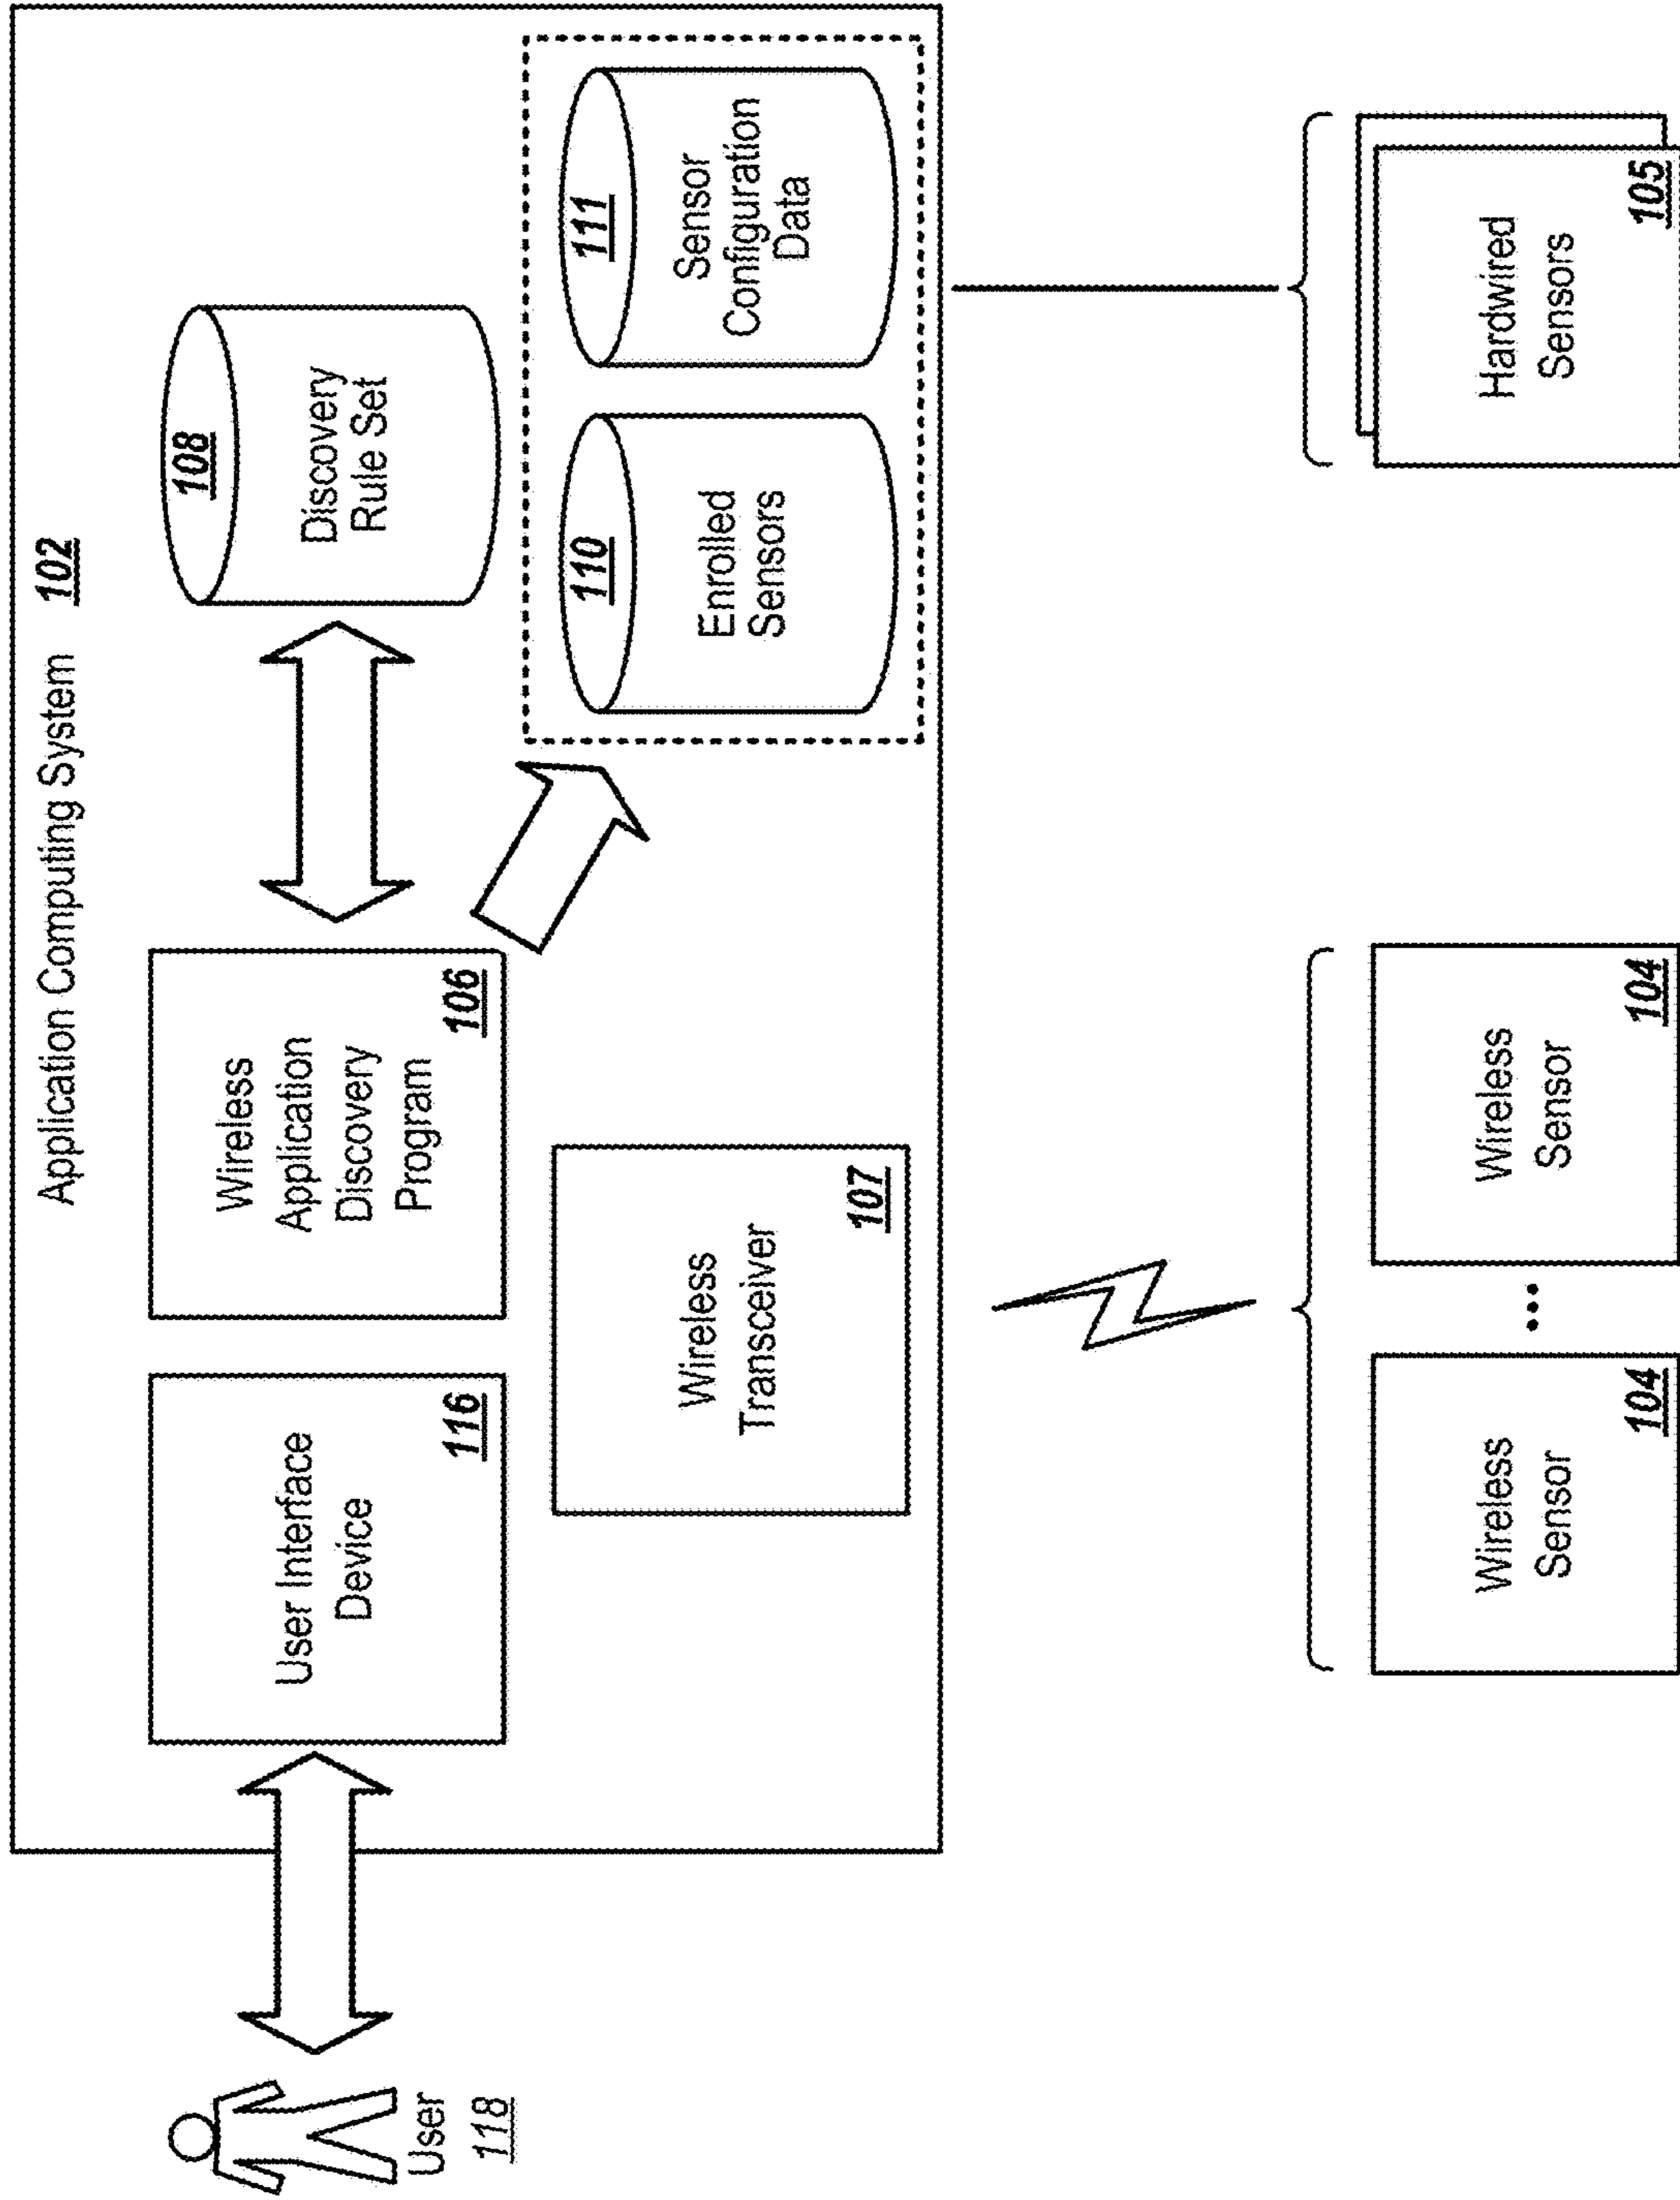 Application Computing System 102
User
118
User Interface
Device
116
Wireless
Application
Discovery
Program
106
108
Discovery
Rule Set
Wireless
Transceiver
107
110
Enrolled
Sensors
111
Sensor
Configuration
Data
Wireless
Sensor
104
...
Wireless
Sensor
104
Hardwired
Sensors
105